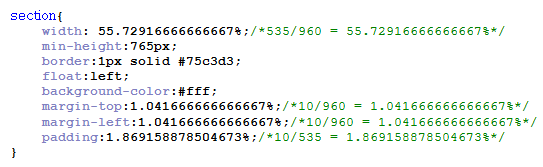 section{
width: 55.72916666666667%;/*535/960 = 55.72916666666667%*/
min-height:765px;
border:1px solid #75c3d3;
float:left;
background-color:#fff;
margin-top:1.041666666666667%;/*10/960 = 1.041666666666667%*/
margin-left:1.041666666666667%;/*10/960 = 1.041666666666667%*/
padding:1.869158878504673%;/*10/535 = 1.869158878504673%*/
}